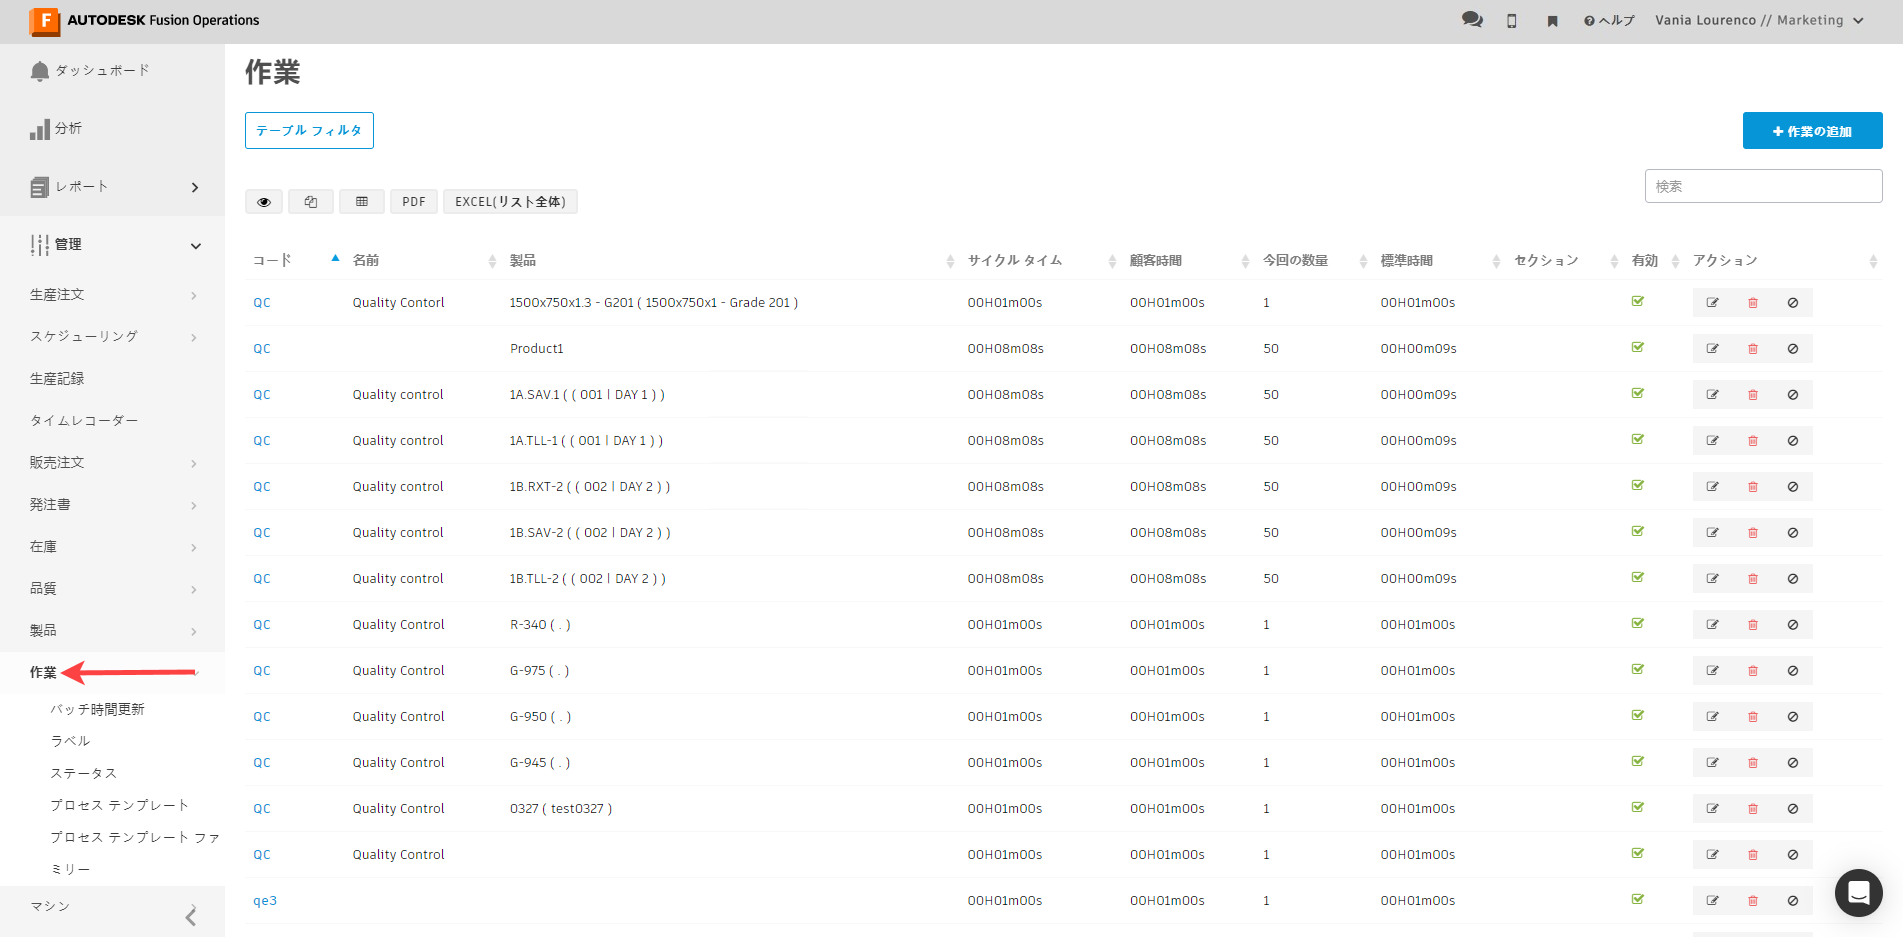 AUTODESK Fusion Operations
ヘルプ
Vania Lourenco // Marketing
ダッシュボード
分析
レポート
管理
生産注文
スケジューリング
生産記録
タイムレコーダー
販売注文
発注書
在庫
品質
製品
作業
バッチ時間更新
ラベル
ステータス
プロセス テンプレート
プロセス テンプレート ファ
ミリー
マシン
作業
テーブル フィルタ
作業の追加
検索
PDF
EXCEL(リスト全体)
コード 名前 製品 サイクル タイム 顧客時間 今回の数量 標準時間 セクション 有効 アクション
QC Quality Contorl 1500x750x1.3 - G201 ( 1500x750x1 - Grade 201 ) 00H01m00s 00H01m00s 1 00H01m00s
QC Product1 00H08m08s 00H08m08s 50 00H00m09s
QC Quality control 1A.SAV.1 ( ( 001 | DAY 1 ) ) 00H08m08s 00H08m08s 50 00H00m09s
QC Quality control 1A.TLL-1 ( ( 001 | DAY 1 ) ) 00H08m08s 00H08m08s 50 00H00m09s
QC Quality control 1B.RXT-2 ( ( 002 | DAY 2 ) ) 00H08m08s 00H08m08s 50 00H00m09s
QC Quality control 1B.SAV-2 ( ( 002 | DAY 2 ) ) 00H08m08s 00H08m08s 50 00H00m09s
QC Quality control 1B.TLL-2 ( ( 002 | DAY 2 ) ) 00H08m08s 00H08m08s 50 00H00m09s
QC Quality Control R-340 ( . ) 00H01m00s 00H01m00s 1 00H01m00s
QC Quality Control G-975 ( . ) 00H01m00s 00H01m00s 1 00H01m00s
QC Quality Control G-950 ( . ) 00H01m00s 00H01m00s 1 00H01m00s
QC Quality Control G-945 ( . ) 00H01m00s 00H01m00s 1 00H01m00s
QC Quality Control 0327 ( test0327 ) 00H01m00s 00H01m00s 1 00H01m00s
QC Quality Control 00H01m00s 00H01m00s 1 00H01m00s
qe3 00H01m00s 00H01m00s 1 00H01m00s